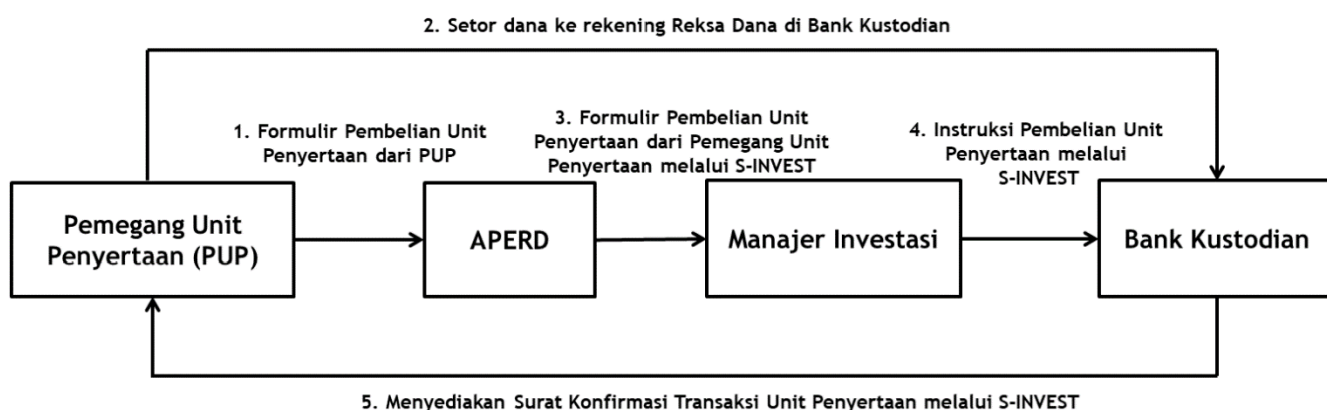 2. Setor dana ke rekening Reksa Dana di Bank Kustodian
1. Formulir Pembelian Unit
Penyertaan dari PUP
3. Formulir Pembelian Unit
Penyertaan dari Pemegang Unit
Penyertaan melalui S-INVEST
4. Instruksi Pembelian Unit
Penyertaan melalui
S-INVEST
Pemegang Unit
Penyertaan (PUP)
APERD
Manajer Investasi
Bank Kustodian
5. Menyediakan Surat Konfirmasi Transaksi Unit Penyertaan melalui S-INVEST